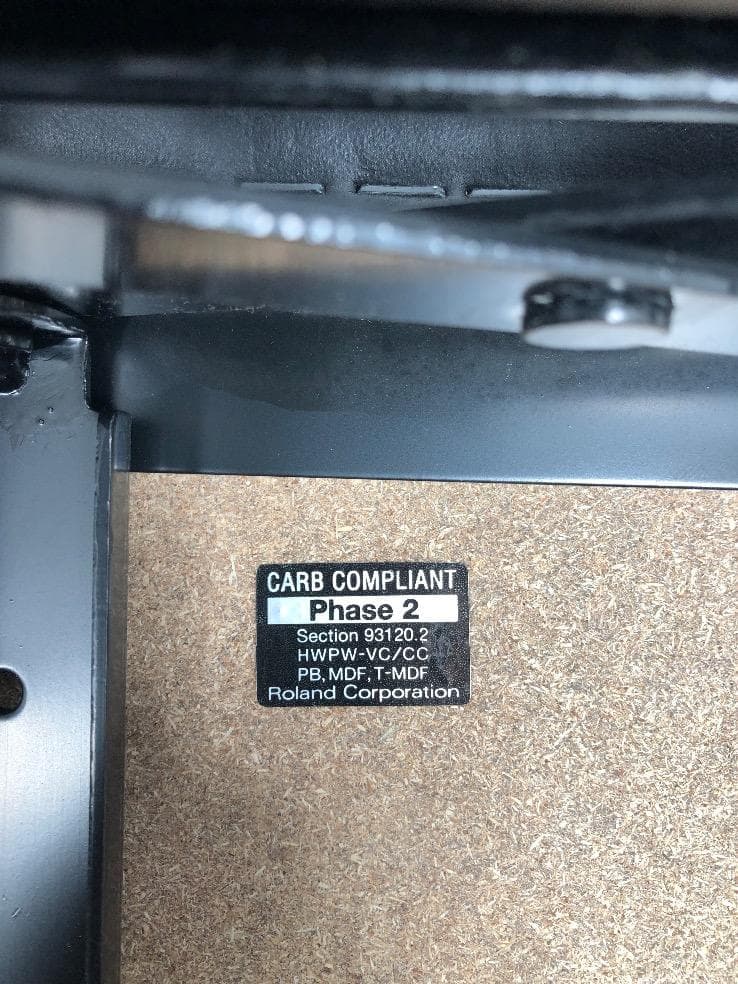 CARB COMPLIANT
Phase 2
Section 93120.2
HWPW-VC/CC
PB, MDF, T-MDF
Roland Corporation